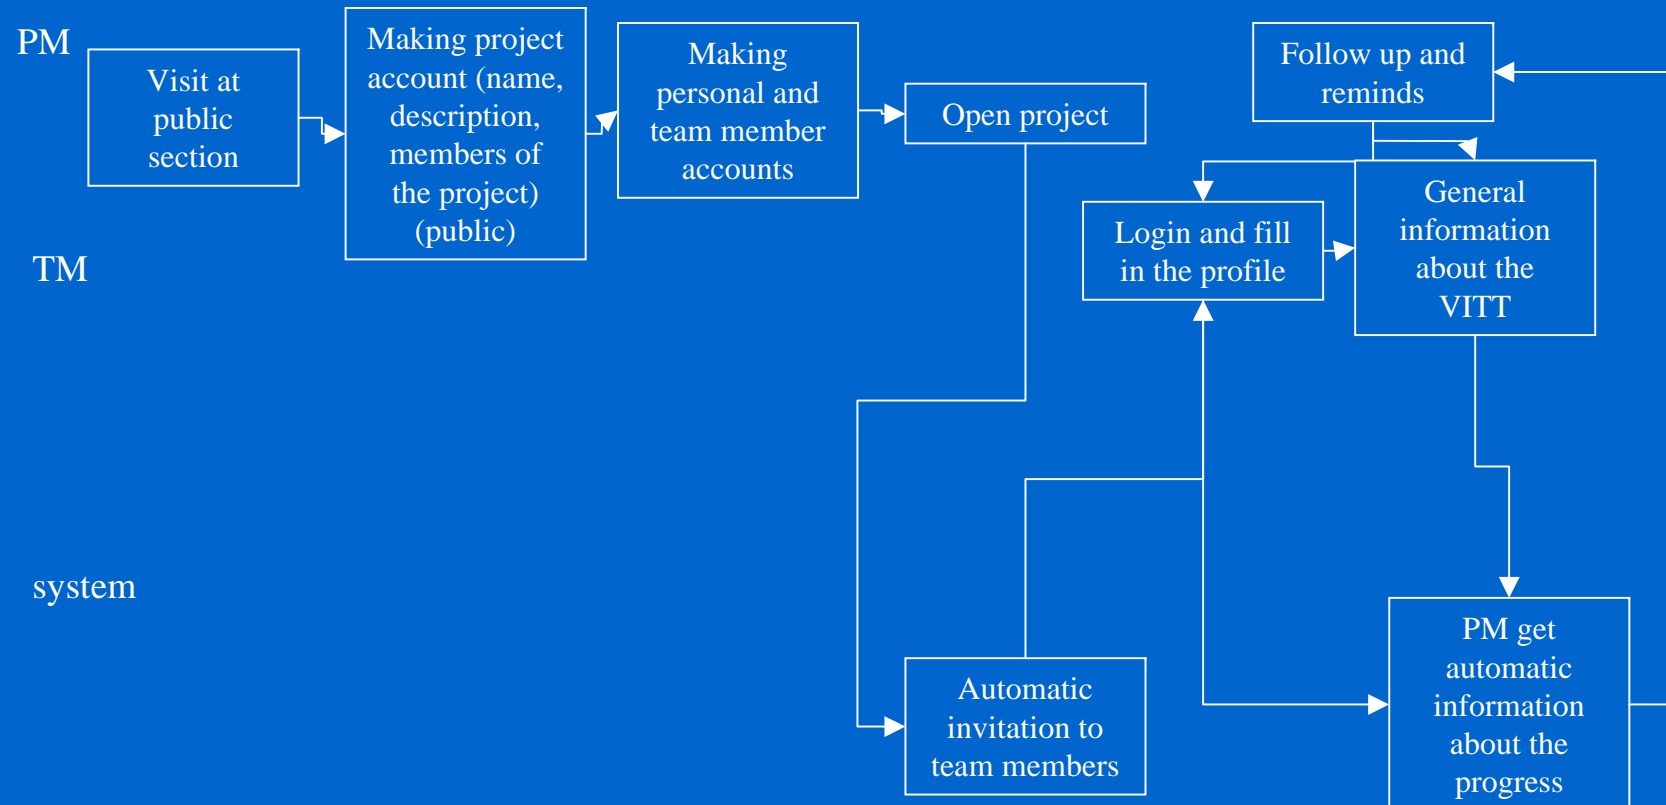 PM
Visit at
public
section
Making project
account (name,
description,
members of
the project)
(public)
Making
personal and
team member
accounts
Open project
Follow up and
reminds
TM
Login and fill
in the profile
General
information
about the
VITT
system
Automatic
invitation to
team members
PM get
automatic
information
about the
progress